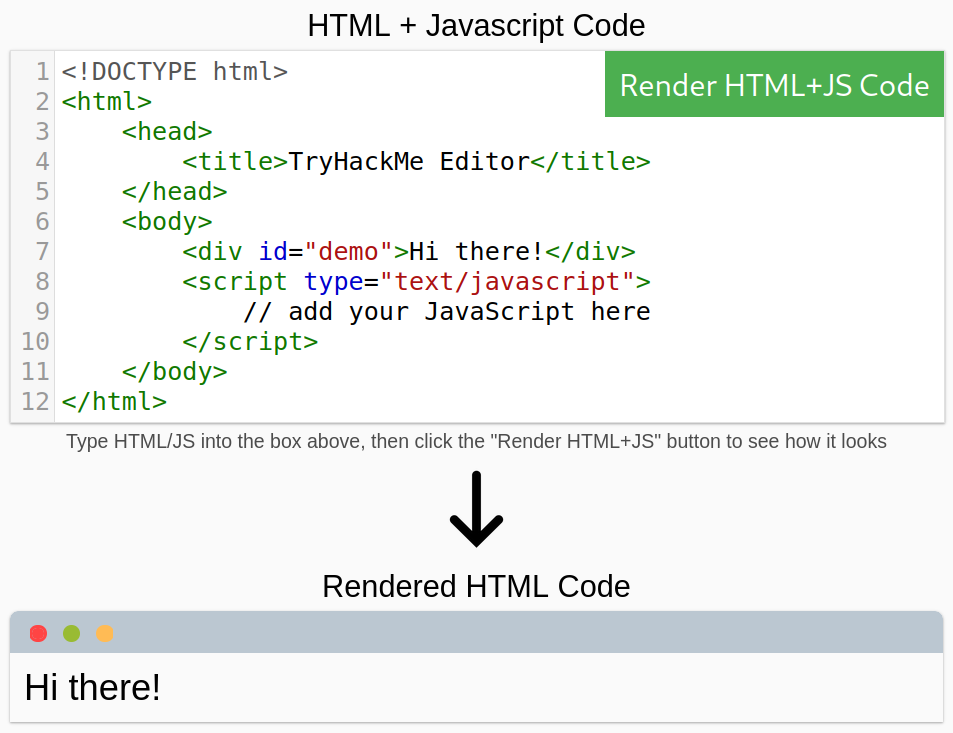 HTML + Javascript Code
Render HTML+JS Code
1 <!DOCTYPE html>
2 <html>
3     <head>
4         <title>TryHackMe Editor</title>
5     </head>
6     <body>
7         <div id="demo">Hi there!</div>
8         <script type="text/javascript">
9             // add your JavaScript here
10         </script>
11     </body>
12 </html>
Type HTML/JS into the box above, then click the "Render HTML+JS" button to see how it looks
Rendered HTML Code
Hi there!